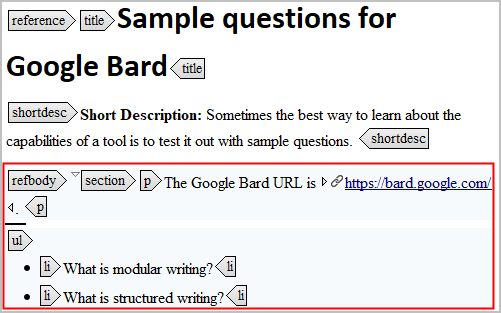 reference title Sample questions for
Google Bard title
shortdesc Short Description: Sometimes the best way to learn about the
capabilities of a tool is to test it out with sample questions. shortdesc
refbody section p The Google Bard URL is https://bard.google.com/
. p
ul
• li What is modular writing? li
• li What is structured writing? li